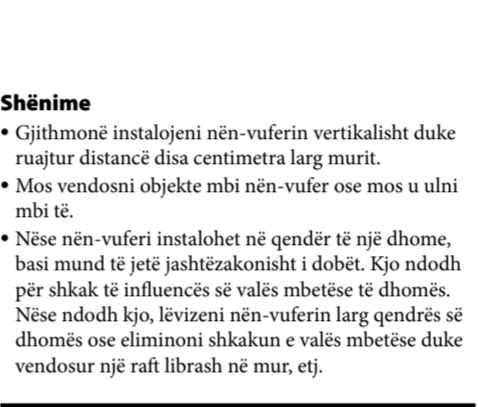 Shënime
• Gjithmonë instalojeni nën-vuferin vertikalisht duke
ruajtur distancë disa centimetra larg murit.
• Mos vendosni objekte mbi nën-vufer ose mos u ulni
mbi të.
• Nëse nën-vuferi instalohet në qendër të një dhome,
basi mund të jetë jashtëzakonisht i dobët. Kjo ndodh
për shkak të influencës së valës mbetëse të dhomës.
Nëse ndodh kjo, lëvizeni nën-vuferin larg qendrës së
dhomës ose eliminoni shkakun e valës mbetëse duke
vendosur një raft librash në mur, etj.